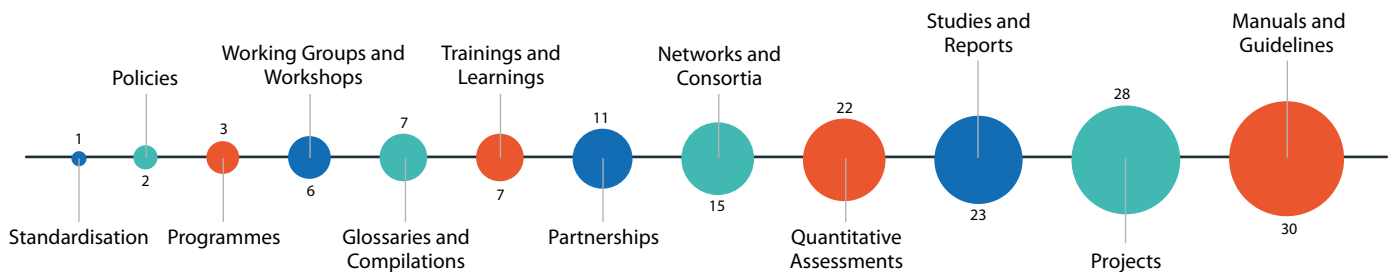 Standardisation
1
Policies
2
3
Programmes
Working Groups and
Workshops
6
7
Glossaries and
Compilations
Trainings and
Learnings
7
11
Partnerships
Networks and
Consortia
15
22
Quantitative
Assessments
Studies and
Reports
23
28
Projects
Manuals and
Guidelines
30